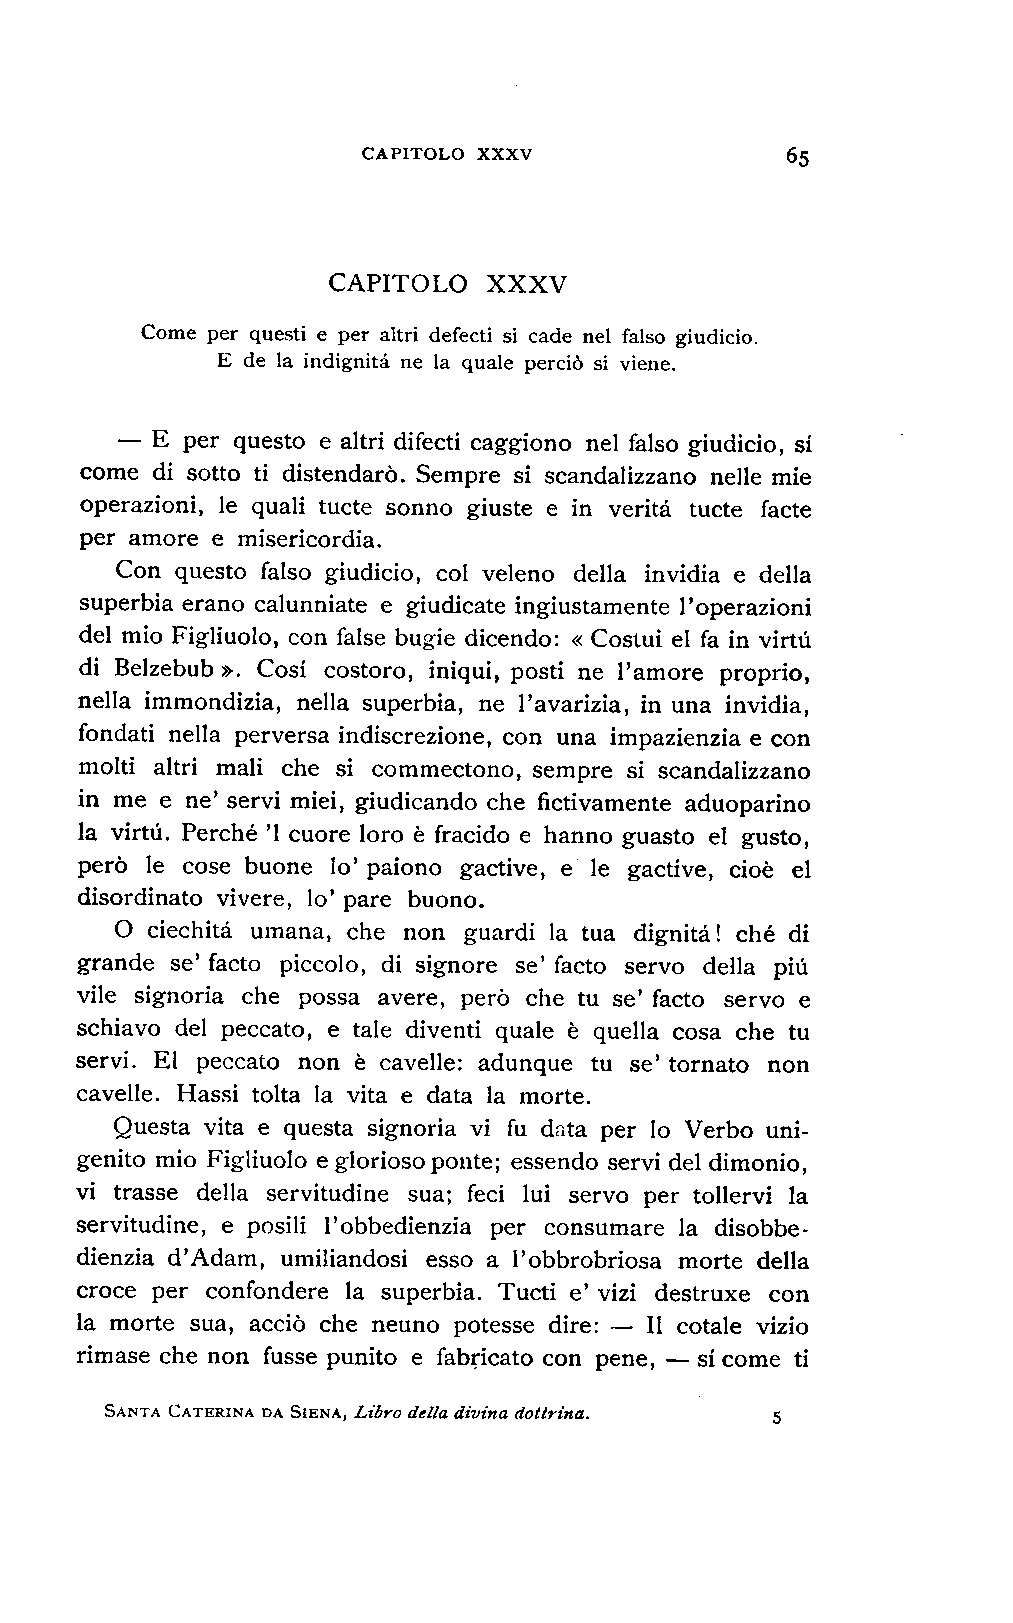 CAPITOLO XXXV 65
CAPITOLO XXXV
Come per questi e per altri defecti si cade nel falso giudicio.
E de la indignitá ne la quale perciò si viene.
— E per questo e altri difecti caggiono nel falso giudicio, sí
come di sotto ti distendarò. Sempre si scandalizzano nelle mie
operazioni, le quali tucte sonno giuste e in veritá tucte facte
per amore e misericordia.
Con questo falso giudicio, col veleno della invidia e della
superbia erano calunniate e giudicate ingiustamente l'operazioni
del mio Figliuolo, con false bugie dicendo: « Costui el fa in virtú
di Belzebub ». Cosí costoro, iniqui, posti ne l'amore proprio,
nella immondizia, nella superbia, ne l'avarizia, in una invidia,
fondati nella perversa indiscrezione, con una impazienzia e con
molti altri mali che si commectono, sempre si scandalizzano
in me e ne' servi miei, giudicando che fictivamente aduoparino
la virtú. Perché 'l cuore loro è fracido e hanno guasto el gusto,
però le cose buone lo' paiono gactive, e le gactive, cioè el
disordinato vivere, lo' pare buono.
O ciechitá umana, che non guardi la tua dignitá! ché di
grande se' facto piccolo, di signore se' facto servo della piú
vile signoria che possa avere, però che tu se' facto servo e
schiavo del peccato, e tale diventi quale è quella cosa che tu
servi. El peccato non è cavelle: adunque tu se' tornato non
cavelle. Hassi tolta la vita e data la morte.
Questa vita e questa signoria vi fu data per lo Verbo uni-
genito mio Figliuolo e glorioso ponte; essendo servi del dimonio,
vi trasse della servitudine sua; feci lui servo per tollervi la
servitudine, e posili l'obbedienzia per consumare la disobbe-
dienzia d'Adam, umiliandosi esso a l'obbrobriosa morte della
croce per confondere la superbia. Tucti e' vizi destruxe con
la morte sua, acciò che neuno potesse dire: — Il cotale vizio
rimase che non fusse punito e fabricato con pene, — sí come ti
SANTA CATERINA DA SIENA, Libro della divina dottrina. 5